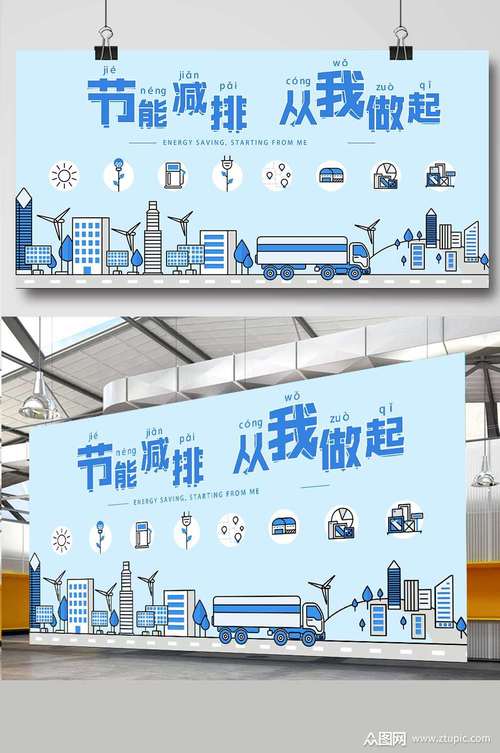 jié néng jiǎn pái cóng wǒ zuò qǐ
节能减排 从我做起
ENERGY SAVING, STARTING FROM ME
jié néng jiǎn pái cóng wǒ zuò qǐ
节能减排 从我做起
ENERGY SAVING, STARTING FROM ME
众图网 www.ztupic.com